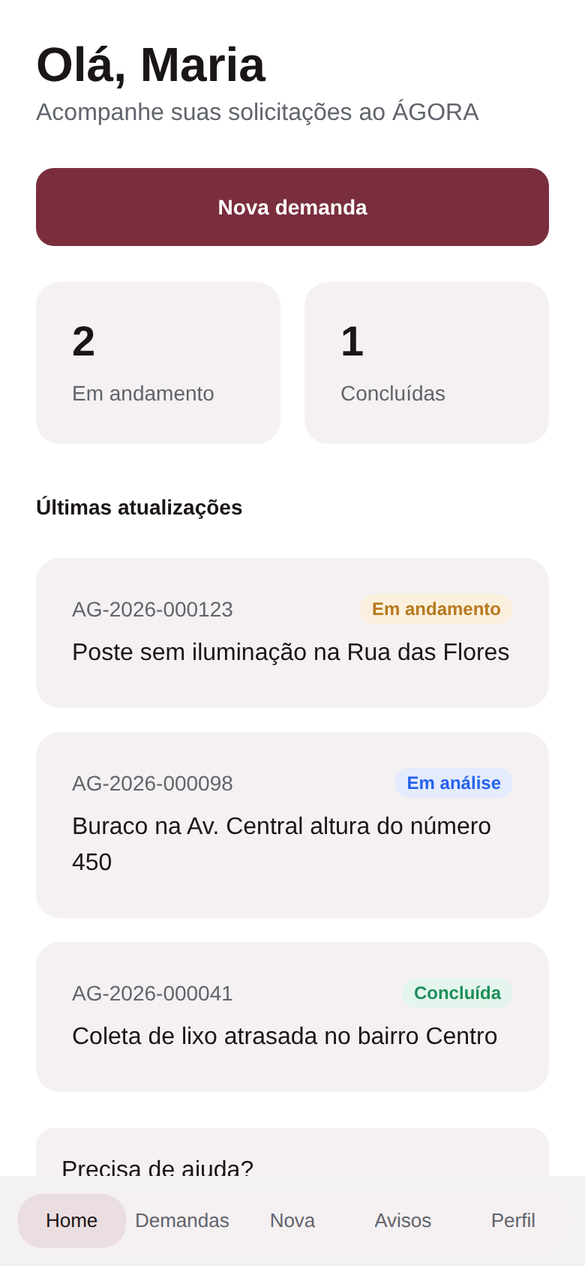 Olá, Maria
Acompanhe suas solicitações ao ÁGORA
Nova demanda
2
Em andamento
1
Concluídas
Últimas atualizações
AG-2026-000123
Em andamento
Poste sem iluminação na Rua das Flores
AG-2026-000098
Em análise
Buraco na Av. Central altura do número
450
AG-2026-000041
Concluída
Coleta de lixo atrasada no bairro Centro
Precisa de ajuda?
Home
Demandas
Nova
Avisos
Perfil